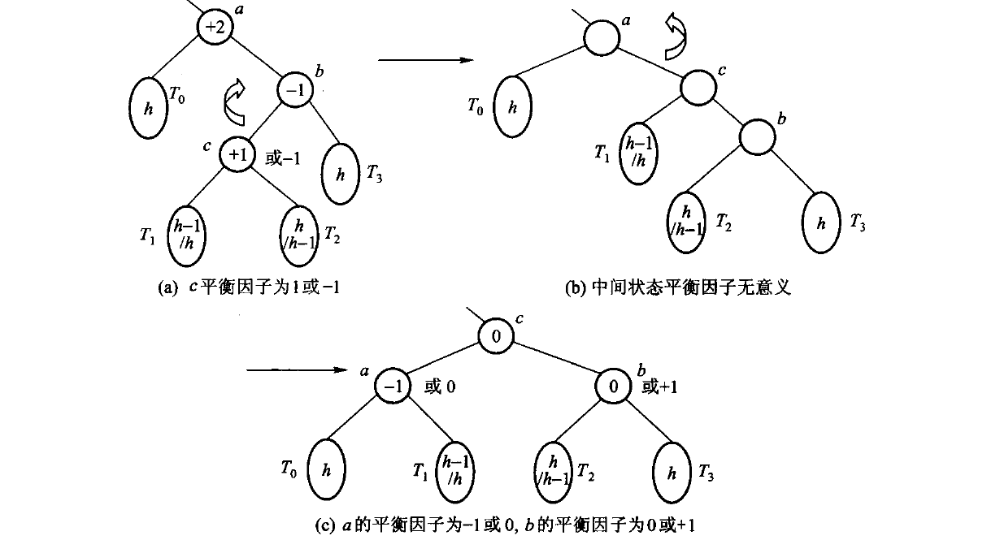 a
+2
b
T0
h
−1
c
+1 或−1
h T3
T1 h−1 /h
h /h−1 T2
(a) c平衡因子为1或−1
a
c
T0 h
b
T1 h−1 /h
h /h−1 T2
h T3
(b) 中间状态平衡因子无意义
c
0
a
−1 或0
b
0 或+1
T0 h
T1 h−1 /h
h /h−1 T2
h T3
(c) a的平衡因子为−1或0, b的平衡因子为0或+1